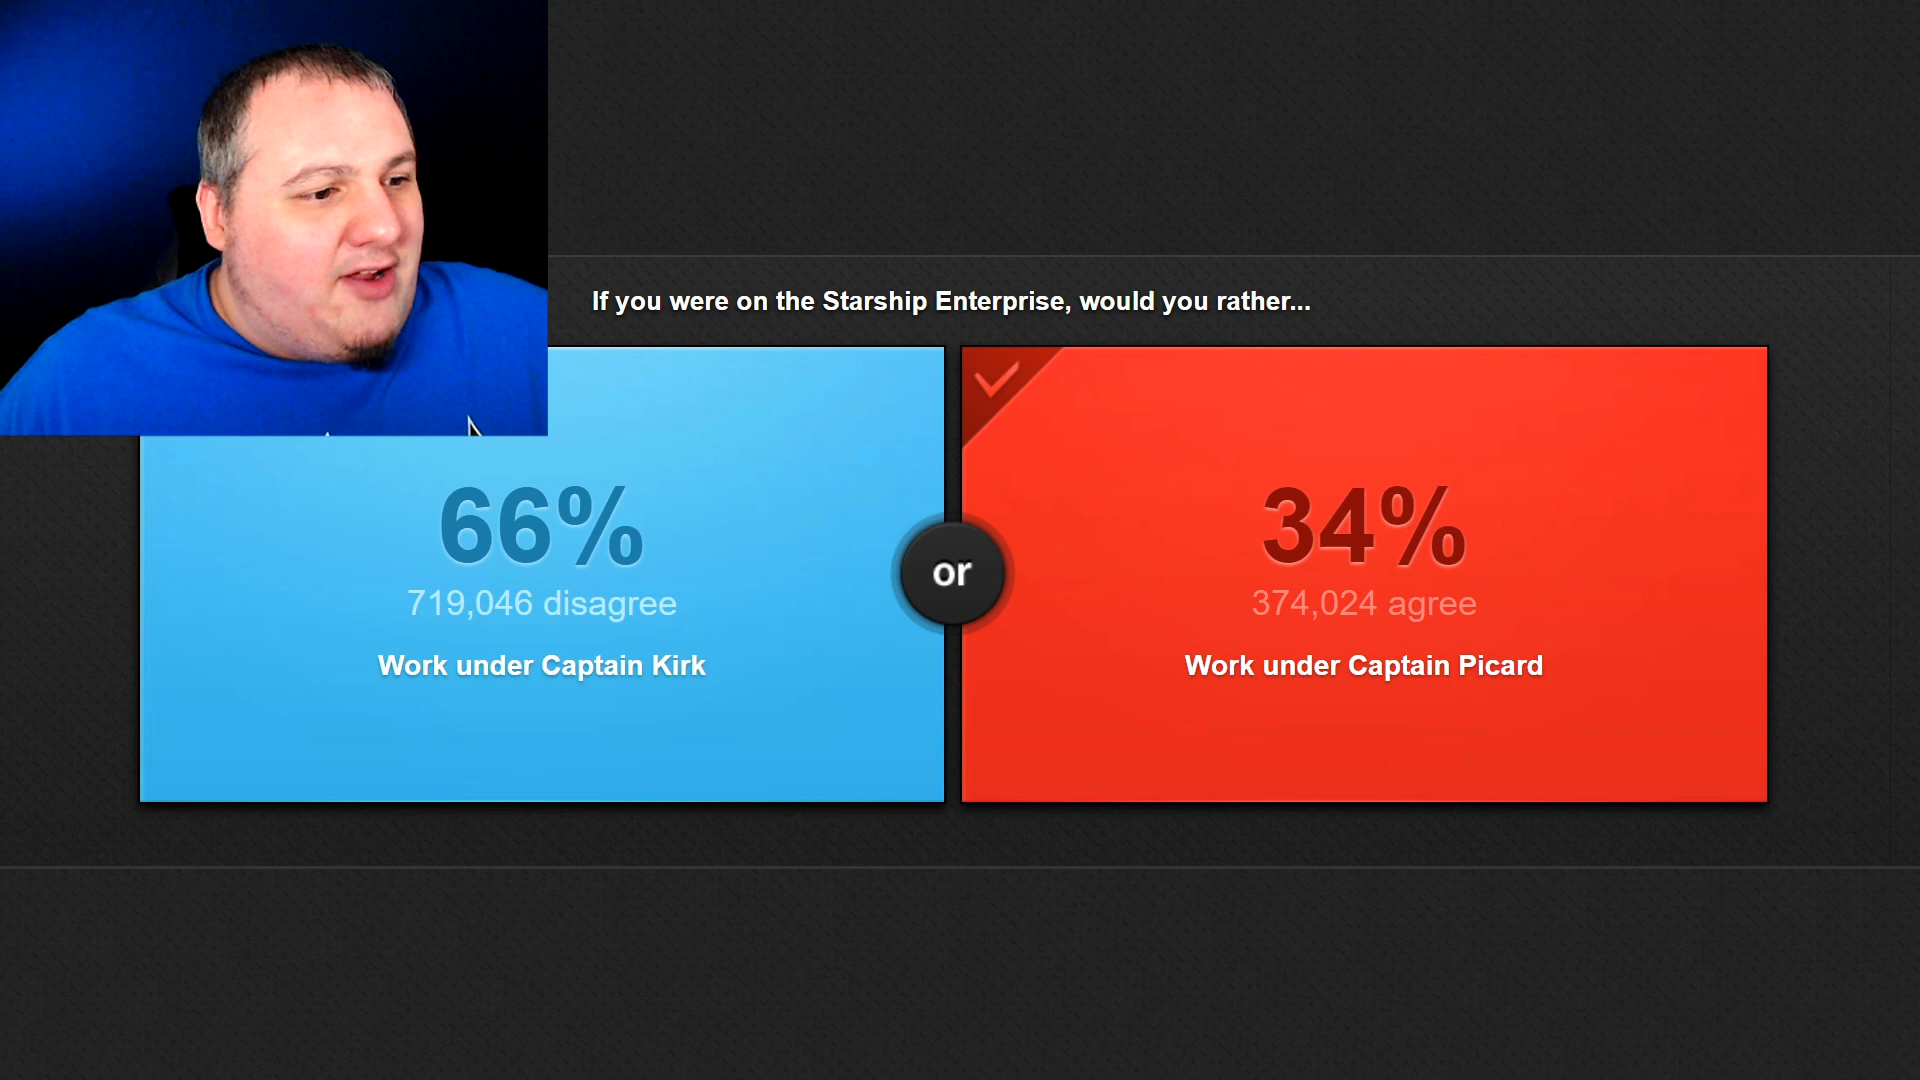 If you were on the Starship Enterprise, would you rather...
66%
719,046 disagree
Work under Captain Kirk
or
34%
374,024 agree
Work under Captain Picard